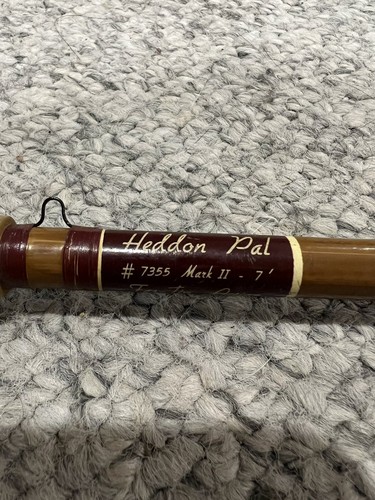 Heddon Pal
# 7355 Mark II - 7'